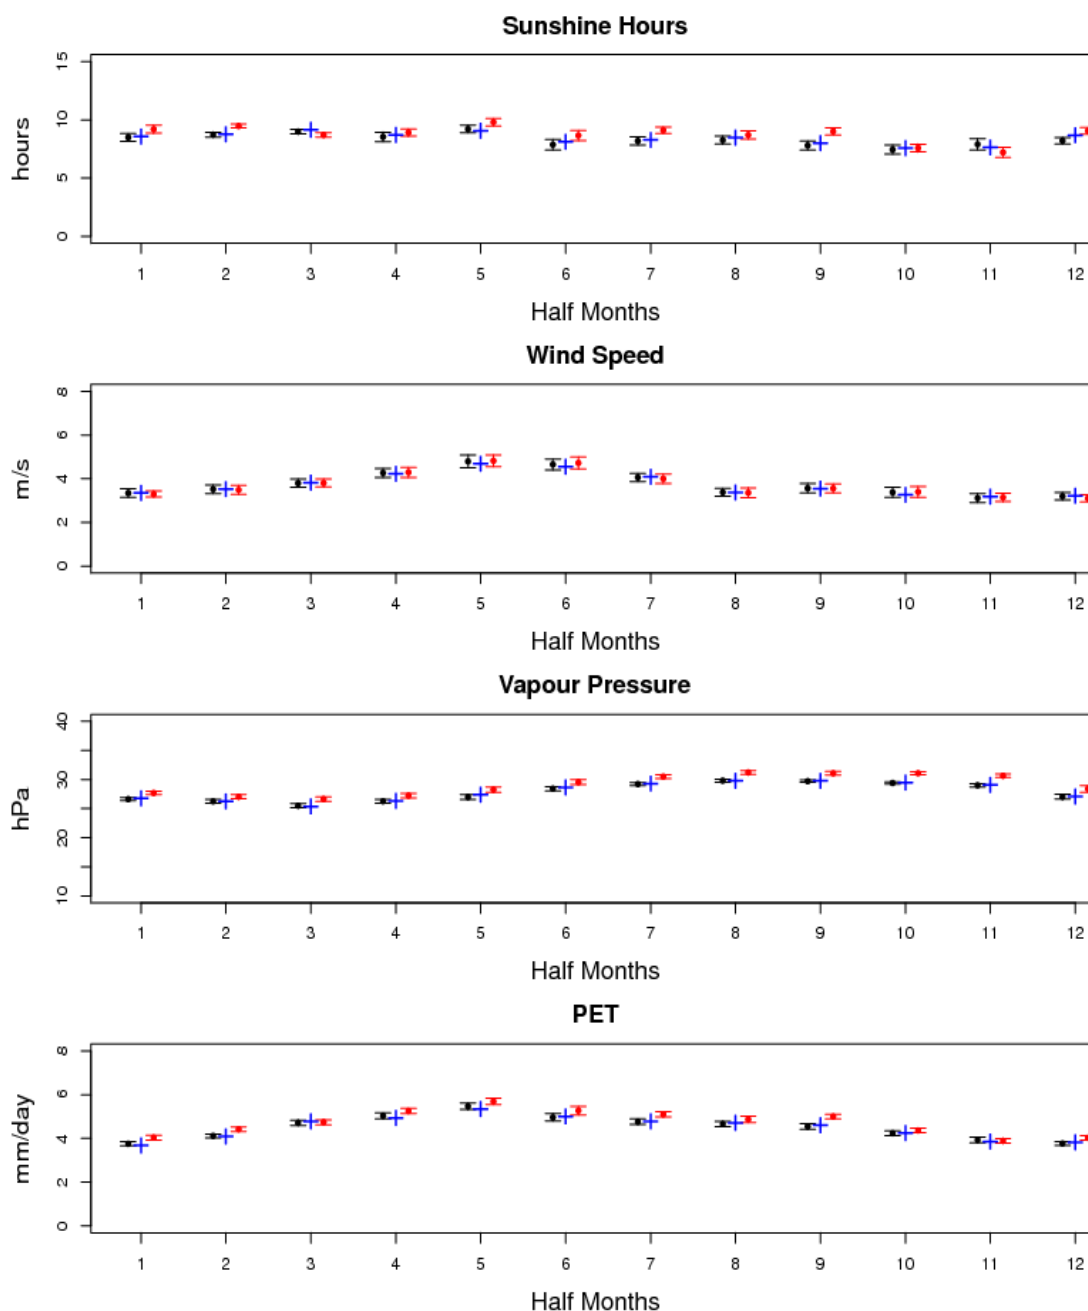 Sunshine Hours
15
10
5
0
hours
1 2 3 4 5 6 7 8 9 10 11 12
Half Months
Wind Speed
8
6
4
2
0
m/s
1 2 3 4 5 6 7 8 9 10 11 12
Half Months
Vapour Pressure
40
30
20
10
hPa
1 2 3 4 5 6 7 8 9 10 11 12
Half Months
PET
8
6
4
2
0
mm/day
1 2 3 4 5 6 7 8 9 10 11 12
Half Months